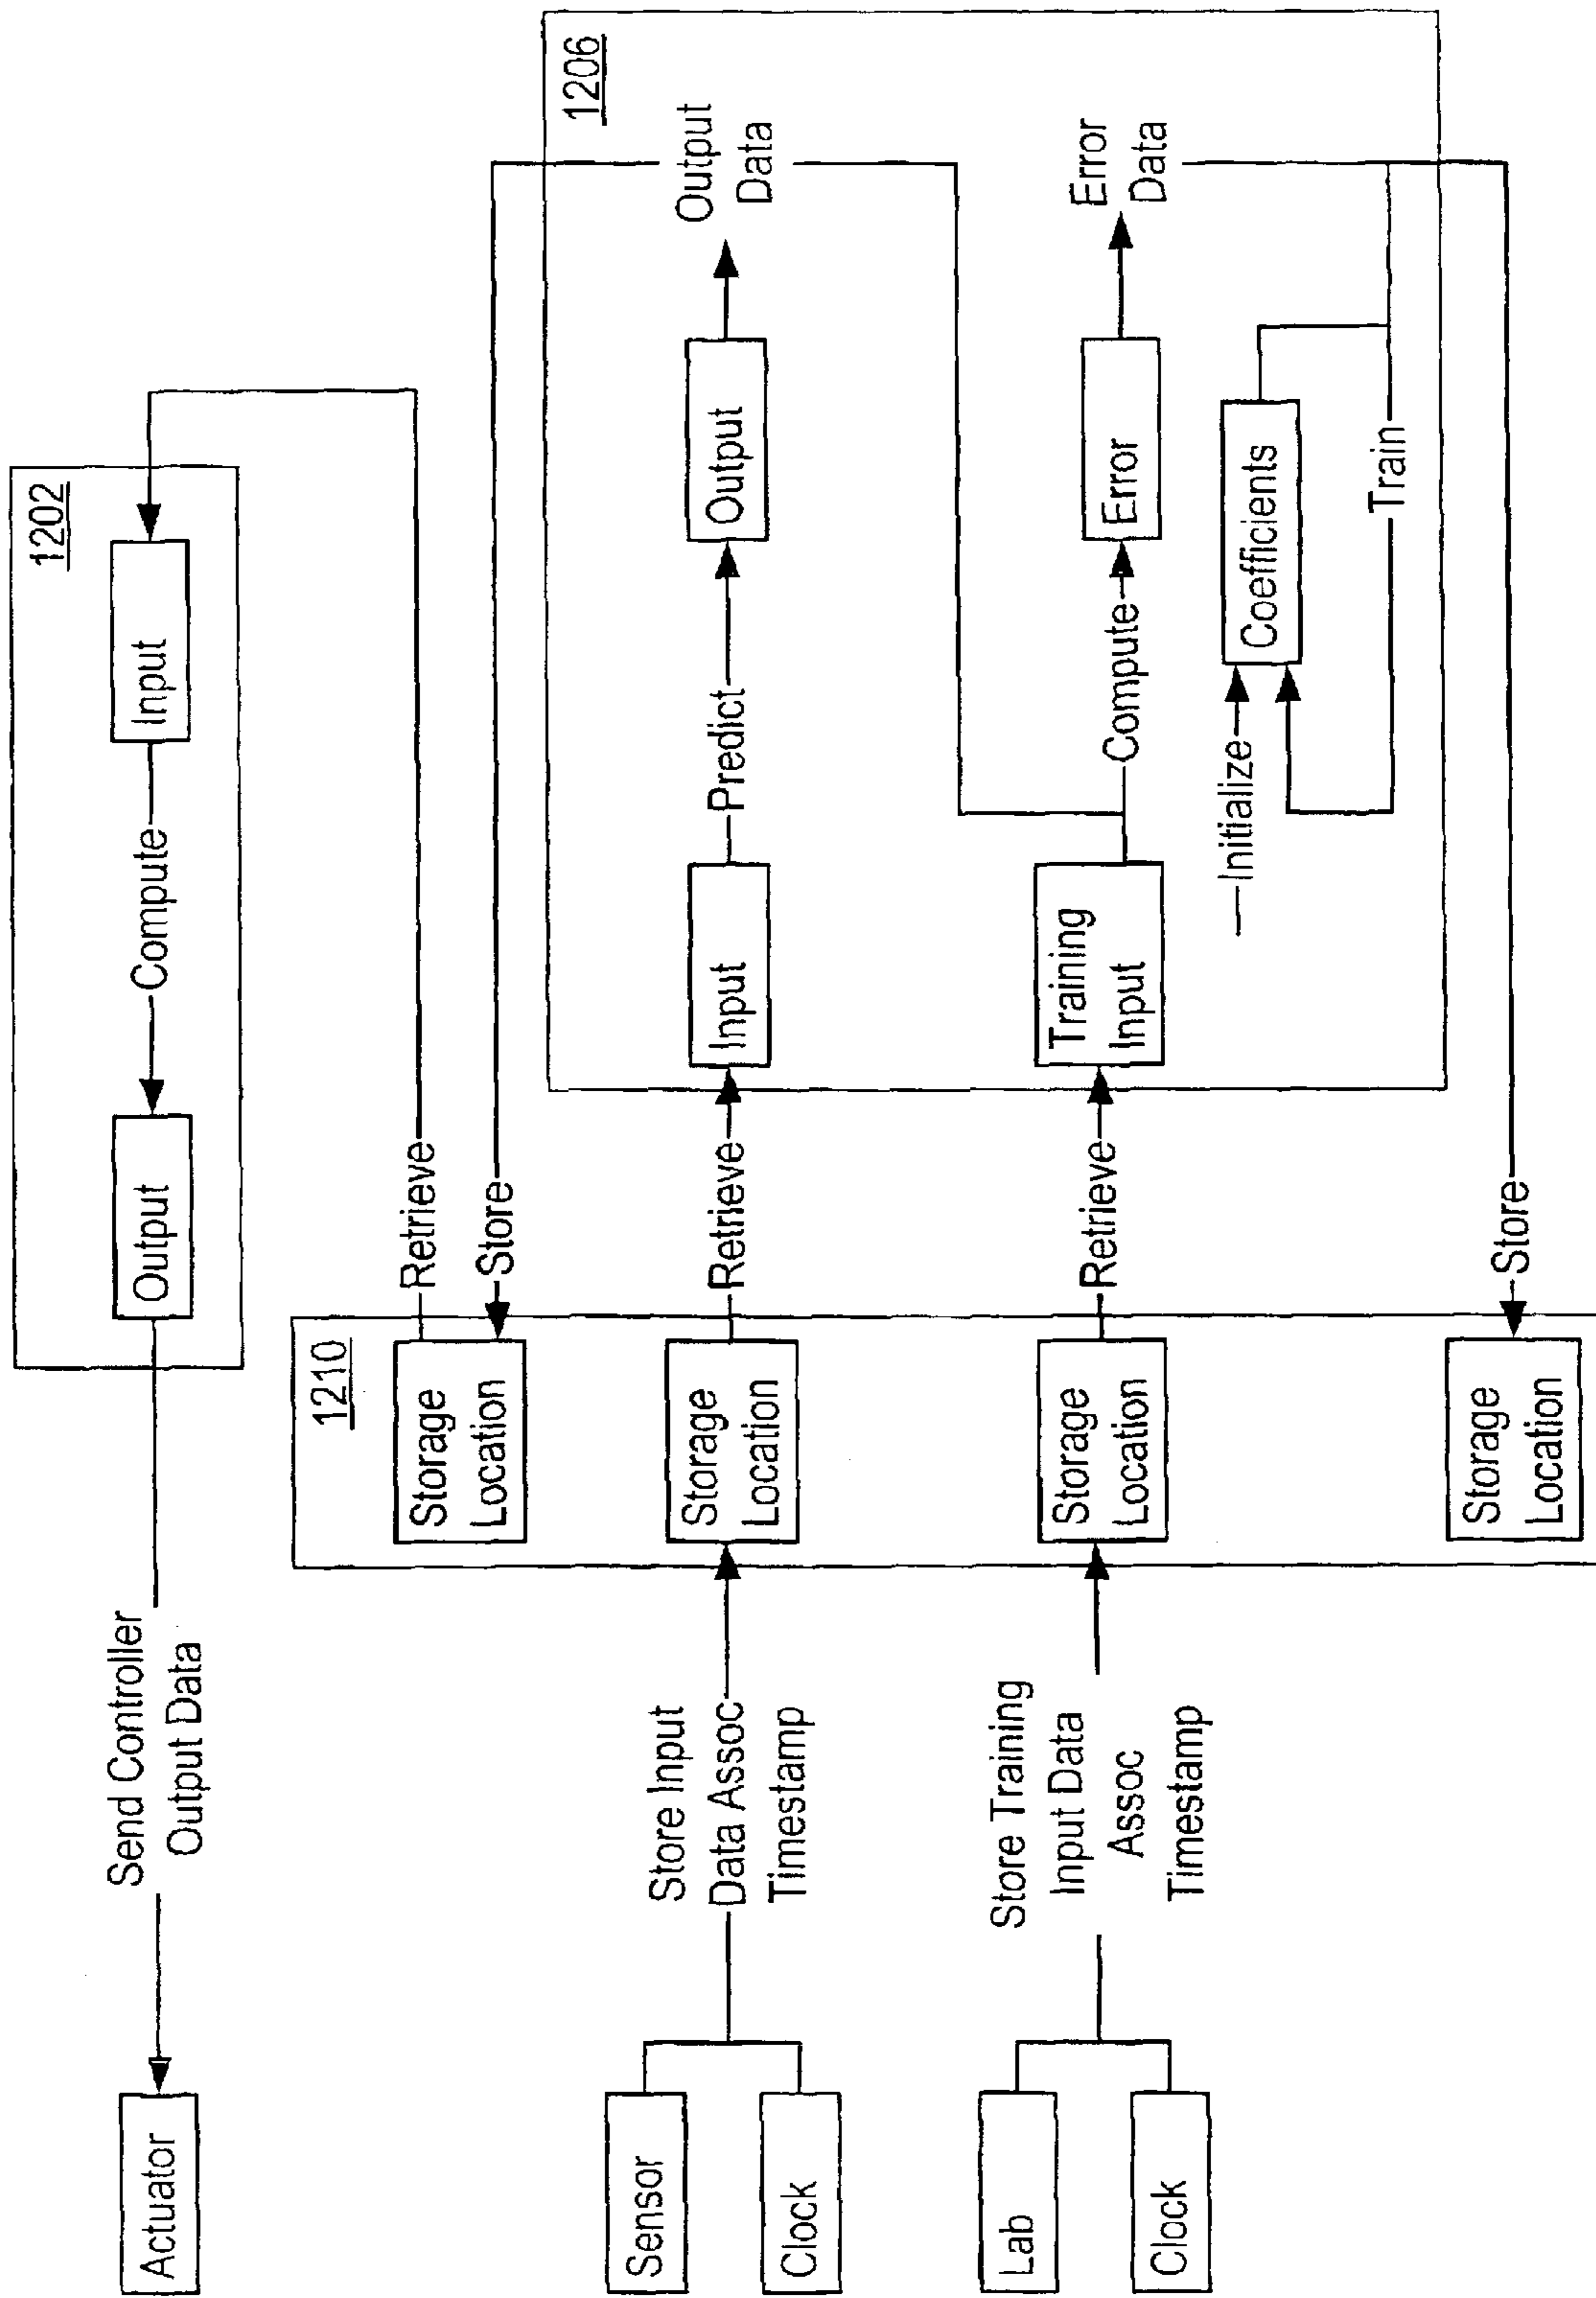 1202
Input
Compute
Output
Send Controller
Output Data
Actuator
1210
Storage
Location
Retrieve
Store
Sensor
Clock
Store Input
Data Assoc
Timestamp
Storage
Location
Retrieve
1206
Input
Predict
Output
Output
Data
Lab
Clock
Store Training
Input Data
Assoc
Timestamp
Storage
Location
Retrieve
Training
Input
Compute
Error
Error
Data
Initialize
Coefficients
Train
Store
Storage
Location